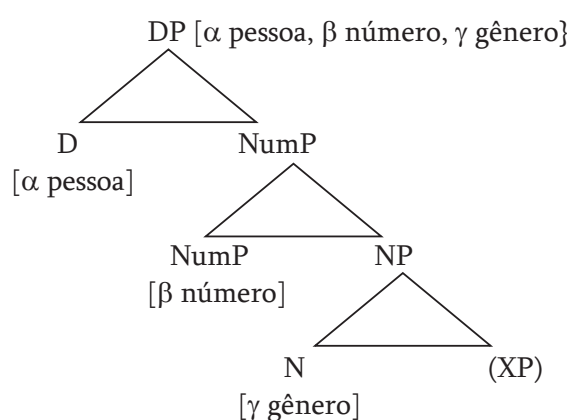 DP [α pessoa, β número, γ gênero}
D NumP
[α pessoa]
NumP NP
[β número]
N (XP)
[γ gênero]